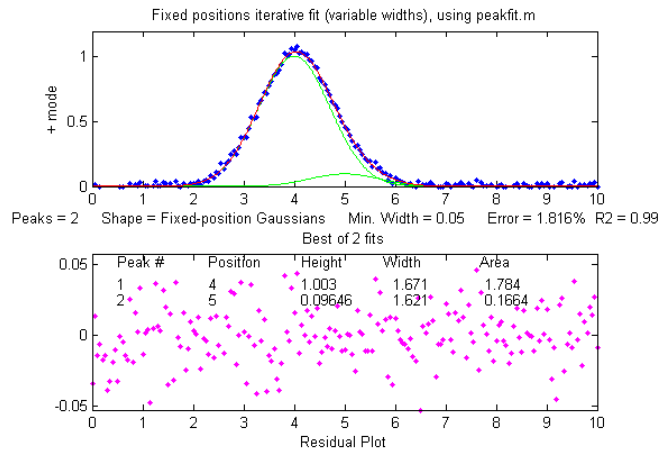 Fixed positions iterative fit (variable widths), using peakfit.m
1
0.5
0
+ mode
0 1 2 3 4 5 6 7 8 9 10
Peaks = 2 Shape = Fixed-position Gaussians Min. Width = 0.05 Error = 1.816% R2 = 0.99
Best of 2 fits
0.05
0
-0.05
Peak # Position Height Width Area
1 4 1.003 1.671 1.784
2 5 0.09646 1.621 0.1664
0 1 2 3 4 5 6 7 8 9 10
Residual Plot